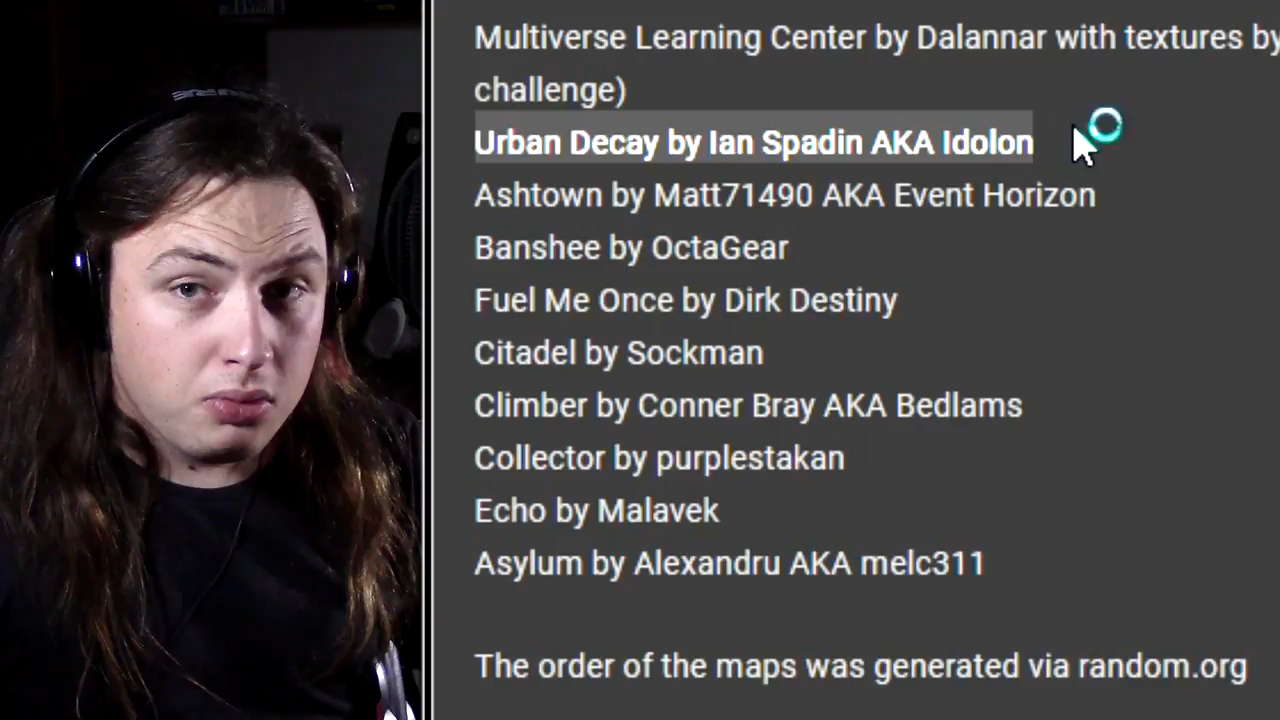 Multiverse Learning Center by Dalannar with textures by
challenge)
Urban Decay by Ian Spadin AKA Idolon
Ashtown by Matt71490 AKA Event Horizon
Banshee by OctaGear
Fuel Me Once by Dirk Destiny
Citadel by Sockman
Climber by Conner Bray AKA Bedlams
Collector by purplestakan
Echo by Malavek
Asylum by Alexandru AKA melc311
The order of the maps was generated via random.org